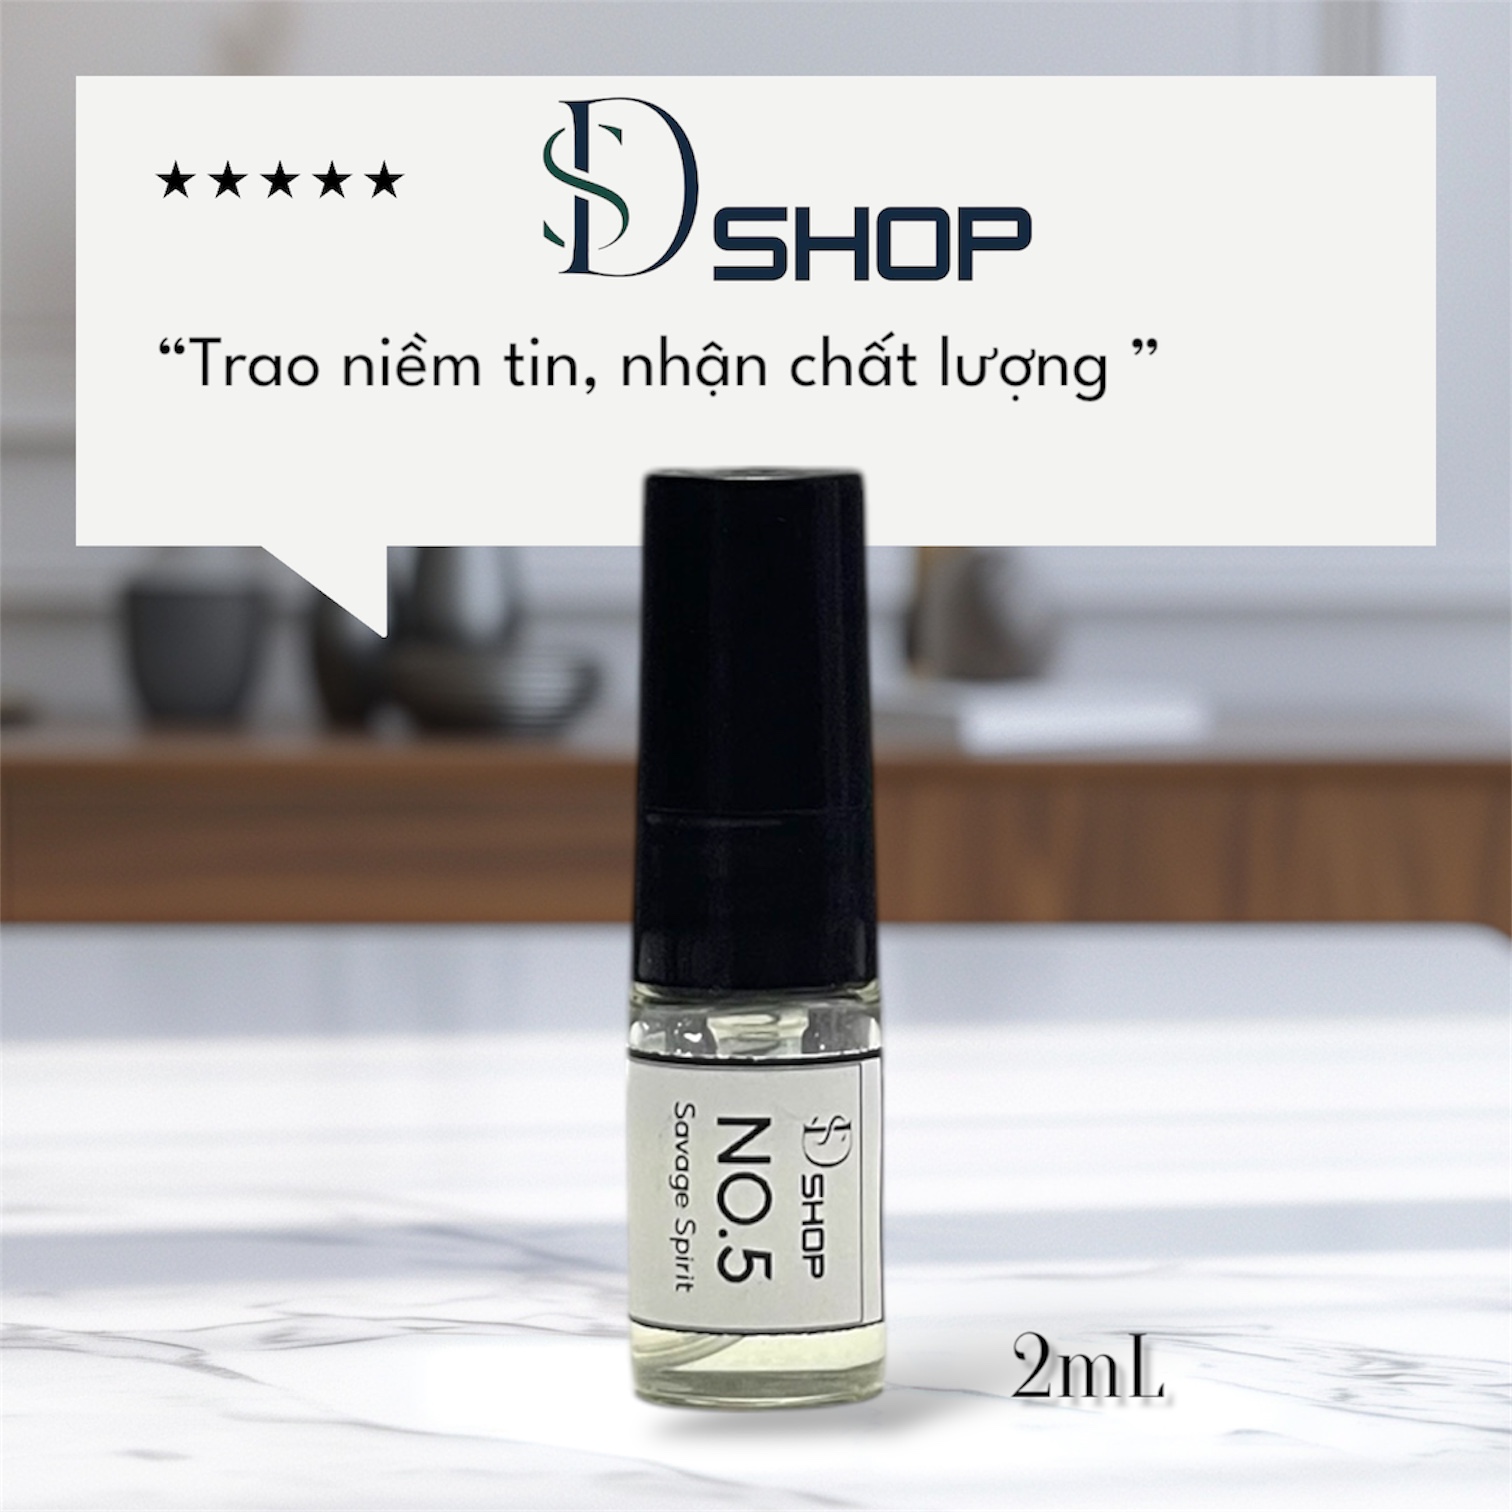 ★★★★★
SD SHOP
“Trao niềm tin, nhận chất lượng ”
SD SHOP
NO.5
Savage Spirit
2mL